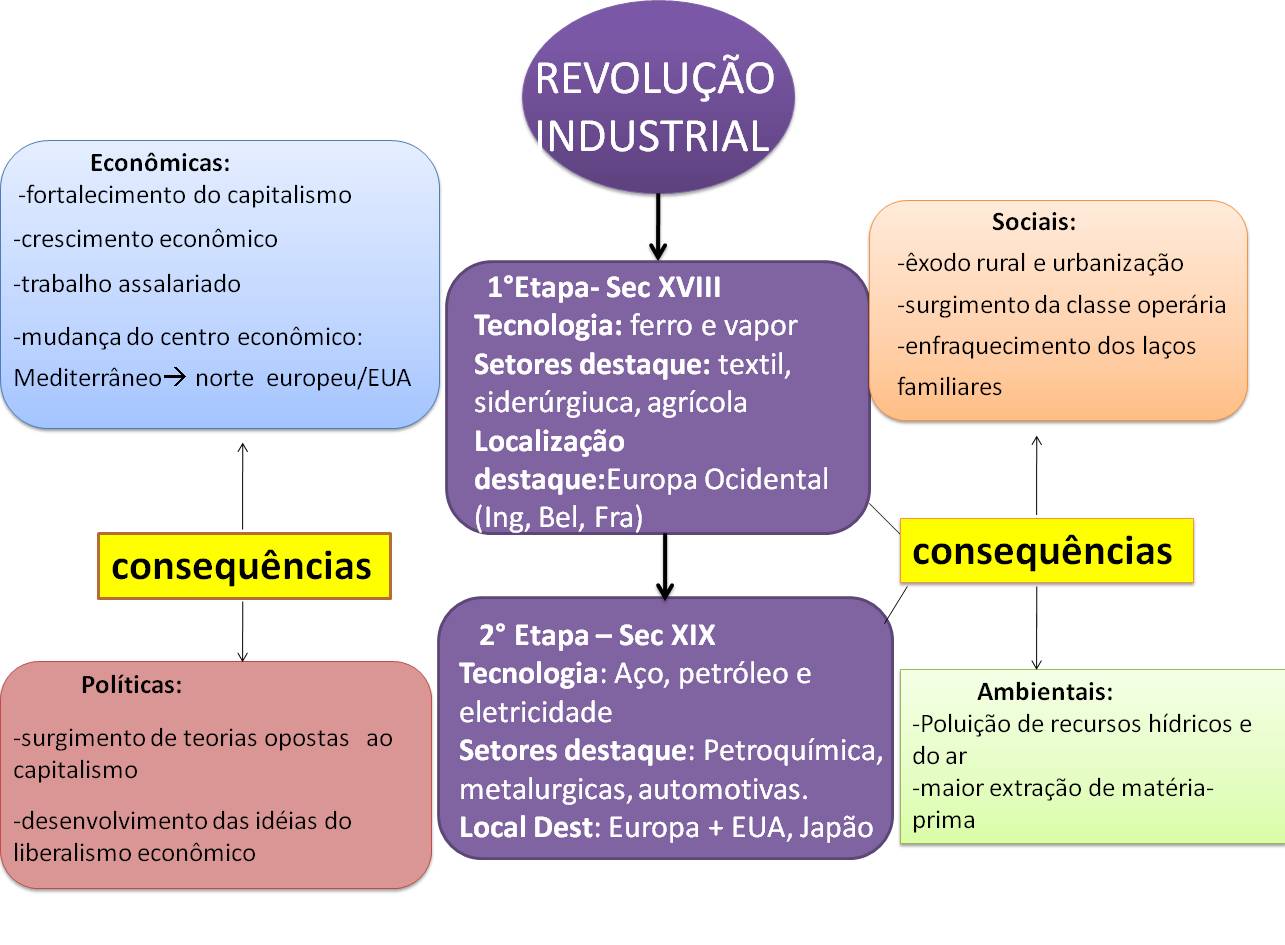 REVOLUÇÃO
INDUSTRIAL
Econômicas:
-fortalecimento do capitalismo
-crescimento econômico
-trabalho assalariado
-mudança do centro econômico:
Mediterrâneo→ norte europeu/EUA
1°Etapa- Sec XVIII
Tecnologia: ferro e vapor
Setores destaque: textil,
siderúrgiuca, agrícola
Localização
destaque:Europa Ocidental
(Ing, Bel, Fra)
Sociais:
-êxodo rural e urbanização
-surgimento da classe operária
-enfraquecimento dos laços
familiares
consequências
consequências
Políticas:
-surgimento de teorias opostas ao
capitalismo
-desenvolvimento das idéias do
liberalismo econômico
2° Etapa – Sec XIX
Tecnologia: Aço, petróleo e
eletricidade
Setores destaque: Petroquímica,
metalurgicas, automotivas.
Local Dest: Europa + EUA, Japão
Ambientais:
-Poluição de recursos hídricos e
do ar
-maior extração de matéria-
prima